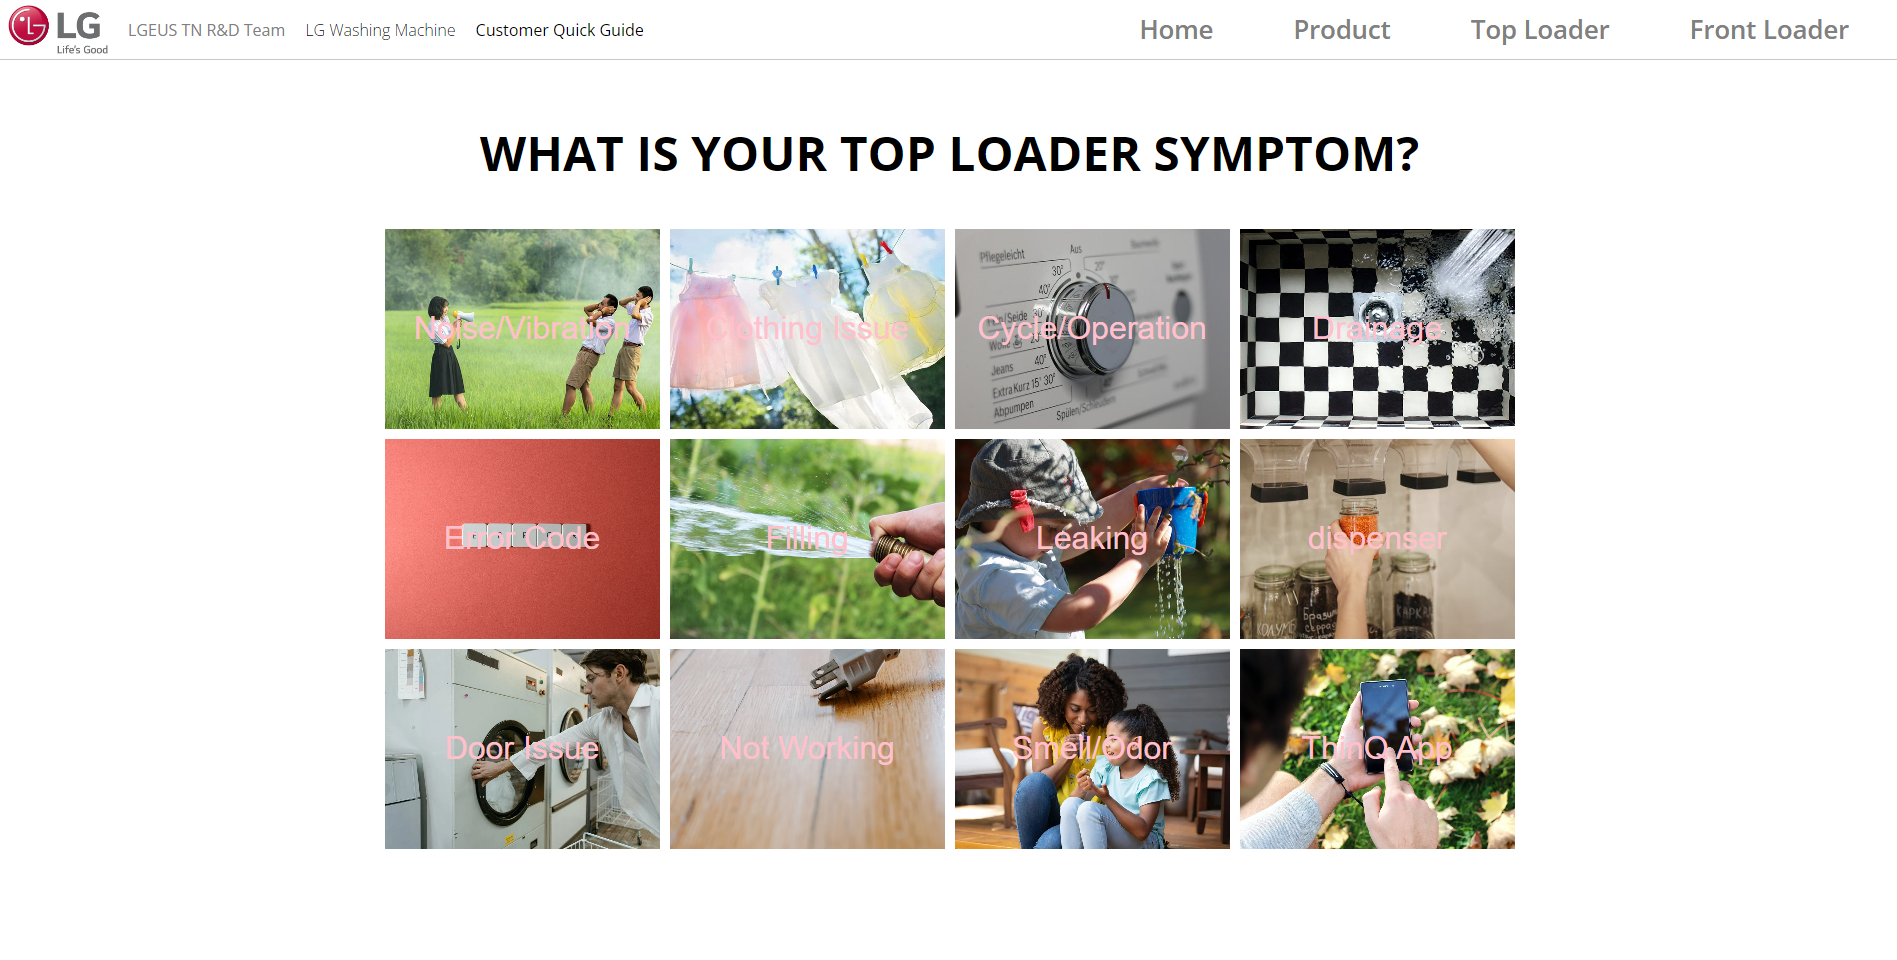 LG
Life's Good
LGEUS TN R&D Team
LG Washing Machine
Customer Quick Guide
Home
Product
Top Loader
Front Loader
WHAT IS YOUR TOP LOADER SYMPTOM?
Noise/Vibration
Clothing Issue
Pflegeleicht
Aus
30°
20°
40°
Cycle/Operation
Jeans
40°
Extra Kurz 15' 30°
Abpumpen
Spülen/Schleudern
Drainage
Error Code
Filling
Leaking
dispenser
Door Issue
Not Working
Smell/Odor
ThinQ App